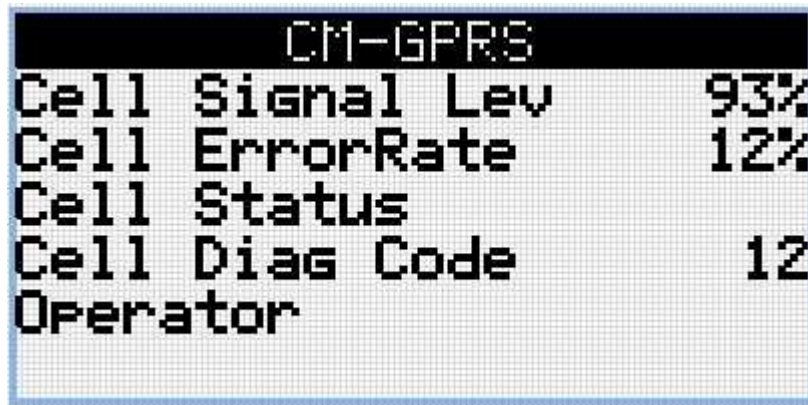 CM-GPRS
Cell Signal Lev 93%
Cell ErrorRate 12%
Cell Status
Cell Diag Code 12
Operator